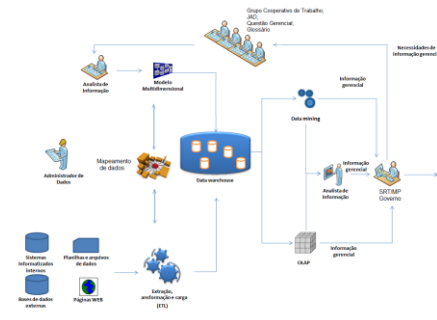 Grupo Cooperativo de Trabalho;
JAD;
Questão Gerencial;
Glossário
Necessidades de
Informação gerencial
Analista de
Informação
Modelo
Multidimensional
Informação
gerencial
Data mining
Mapeamento
de dados
Administrador de
Dados
Data warehouse
Informação
gerencial
Analista de
Informação
SRT/MP
Governo
Sistemas
Informatizados
internos
Planilhas e arquivos
de dados
OLAP
Informação
gerencial
Bases de dados
externas
Páginas WEB
Extração,
e carga
(ETL)